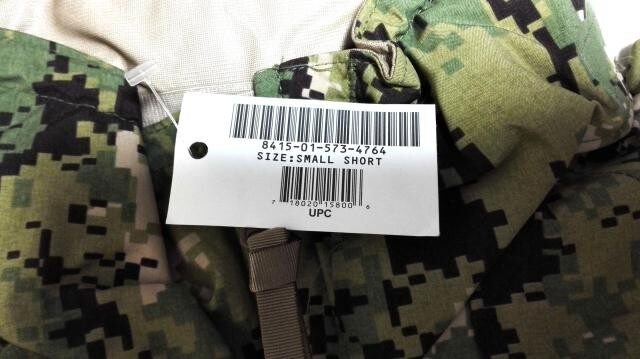 8415-01-573-4764
SIZE:SMALL SHORT
7 18020 15800 6
UPC